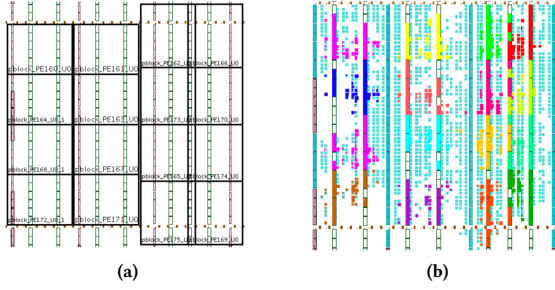 pblock_PE160_U0
pblock_PE161_U0
pblock_PE162_U0
pblock_PE166_U0
pblock_PE164_U0_1
pblock_PE163_U0
pblock_PE173_U0
pblock_PE170_U0
pblock_PE168_U0_1
pblock_PE167_U0
pblock_PE165_U0
pblock_PE174_U0
pblock_PE172_U0_1
pblock_PE171_U0
pblock_PE175_U0
pblock_PE169_U0
(a)
(b)